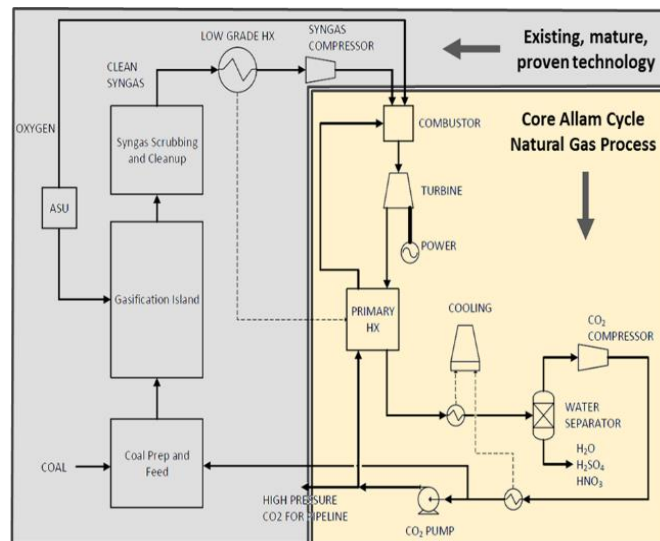 LOW GRADE HX
SYNGAS
COMPRESSOR
Existing, mature,
proven technology
CLEAN
SYNGAS
OXYGEN
Syngas Scrubbing
and Cleanup
COMBUSTOR
Core Allam Cycle
Natural Gas Process
TURBINE
ASU
POWER
Gasification Island
PRIMARY
HX
COOLING
CO₂
COMPRESSOR
WATER
SEPARATOR
H₂O
H₂SO₄
HNO₃
COAL
Coal Prep and
Feed
HIGH PRESSURE
CO2 FOR PIPELINE
CO₂ PUMP